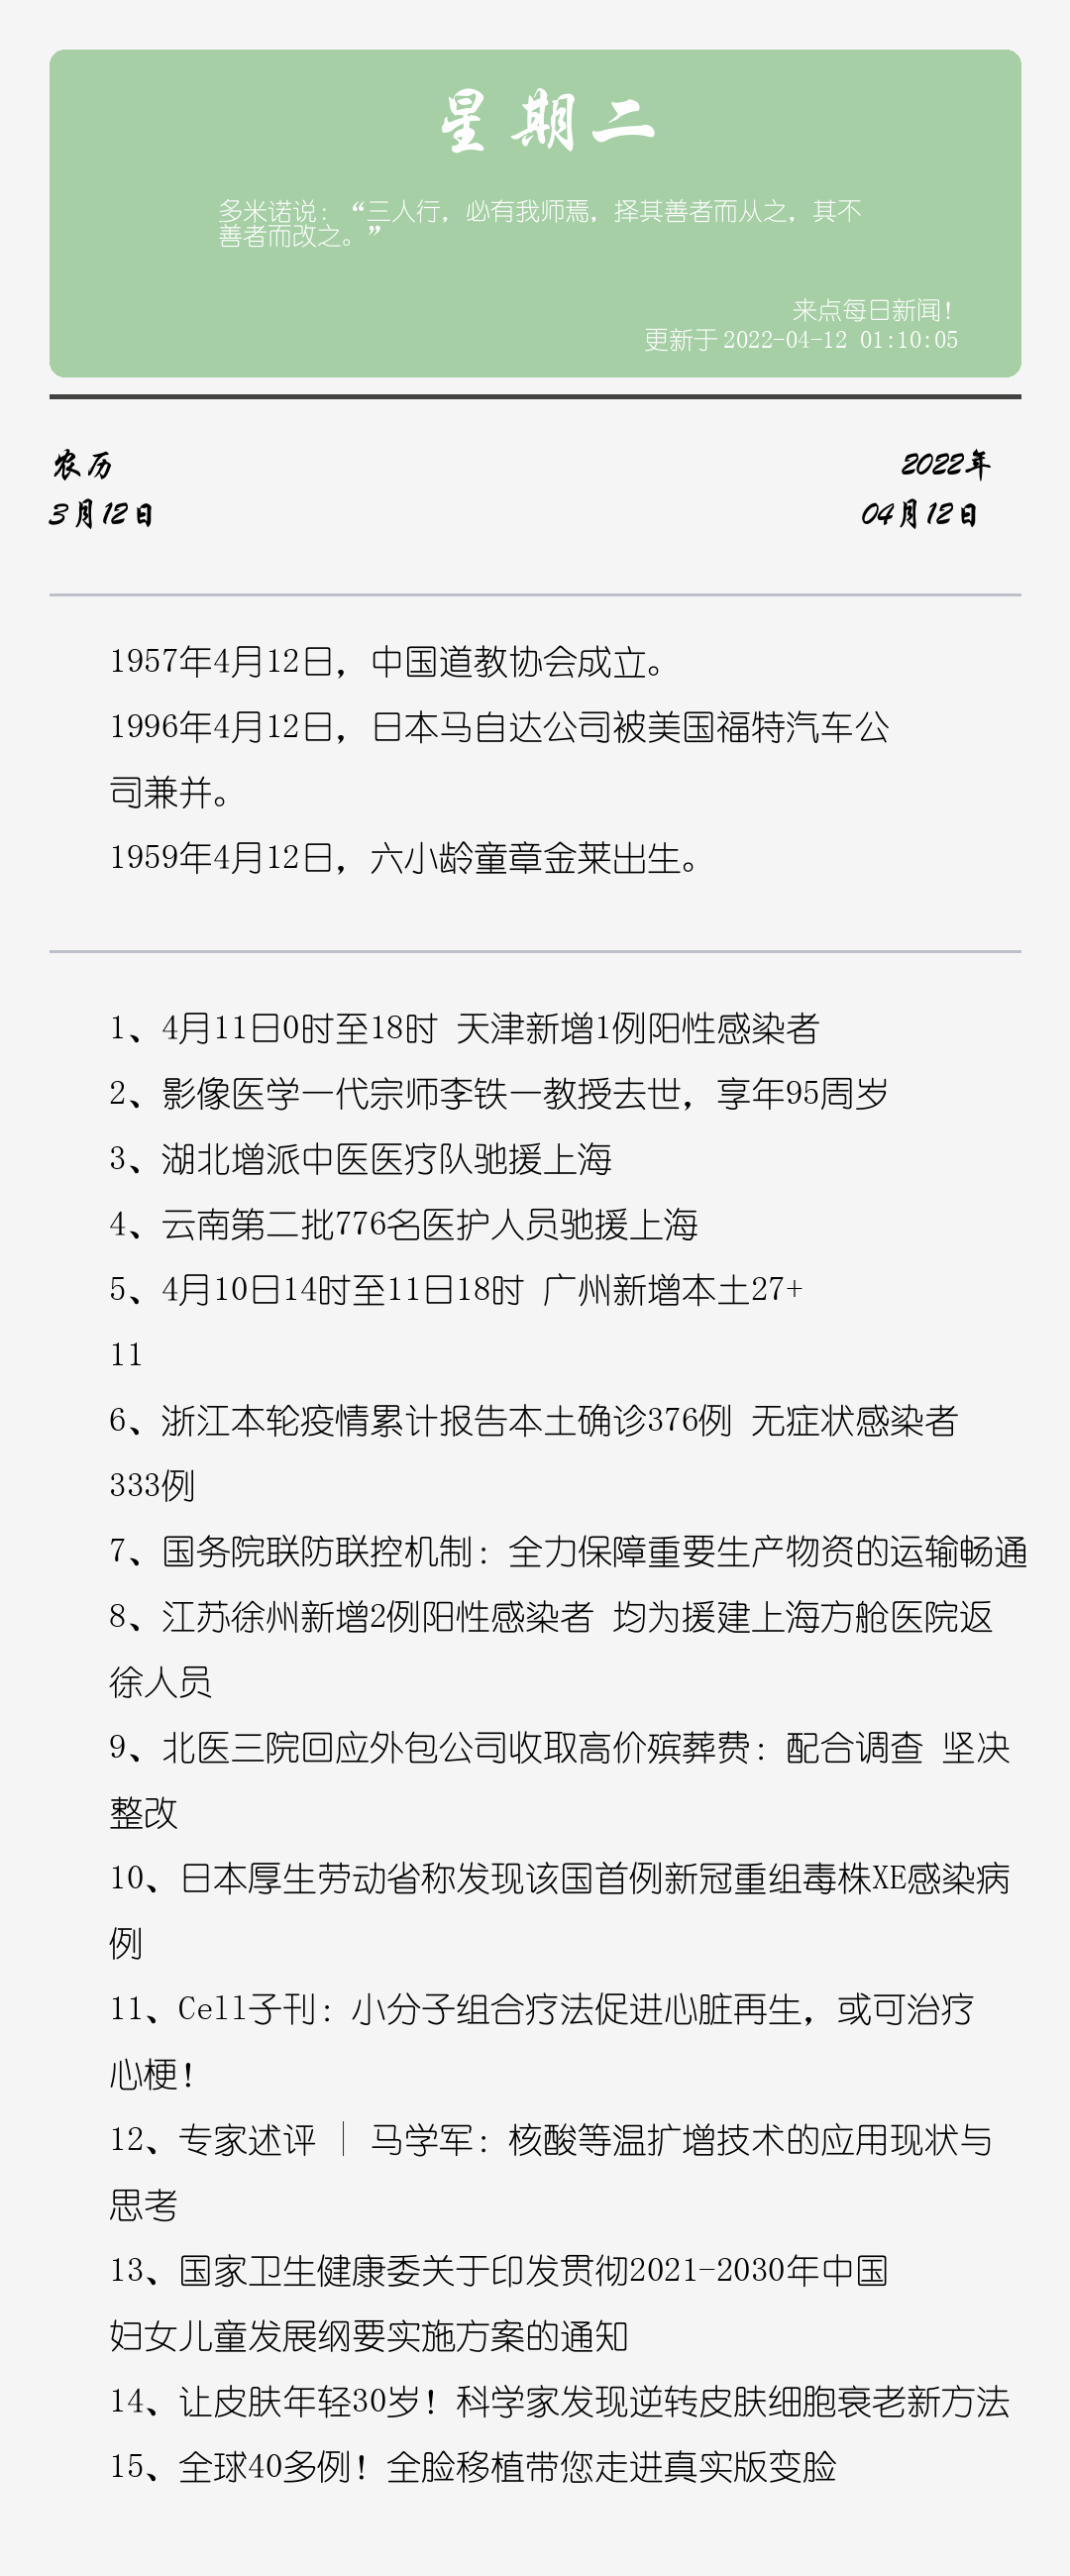 星期二
多米诺说：“三人行，必有我师焉，择其善者而从之，其不
善者而改之。”
来点每日新闻！
更新于 2022-04-12 01:10:05
农历
3月12日
2022年
04月12日
1957年4月12日，中国道教协会成立。
1996年4月12日，日本马自达公司被美国福特汽车公
司兼并。
1959年4月12日，六小龄童章金莱出生。
1、4月11日0时至18时 天津新增1例阳性感染者
2、影像医学一代宗师李铁一教授去世，享年95周岁
3、湖北增派中医医疗队驰援上海
4、云南第二批776名医护人员驰援上海
5、4月10日14时至11日18时 广州新增本土27+
11
6、浙江本轮疫情累计报告本土确诊376例 无症状感染者
333例
7、国务院联防联控机制：全力保障重要生产物资的运输畅通
8、江苏徐州新增2例阳性感染者 均为援建上海方舱医院返
徐人员
9、北医三院回应外包公司收取高价殡葬费：配合调查 坚决
整改
10、日本厚生劳动省称发现该国首例新冠重组毒株XE感染病
例
11、Cell子刊：小分子组合疗法促进心脏再生，或可治疗
心梗！
12、专家述评 | 马学军：核酸等温扩增技术的应用现状与
思考
13、国家卫生健康委关于印发贯彻2021-2030年中国
妇女儿童发展纲要实施方案的通知
14、让皮肤年轻30岁！科学家发现逆转皮肤细胞衰老新方法
15、全球40多例！全脸移植带您走进真实版变脸